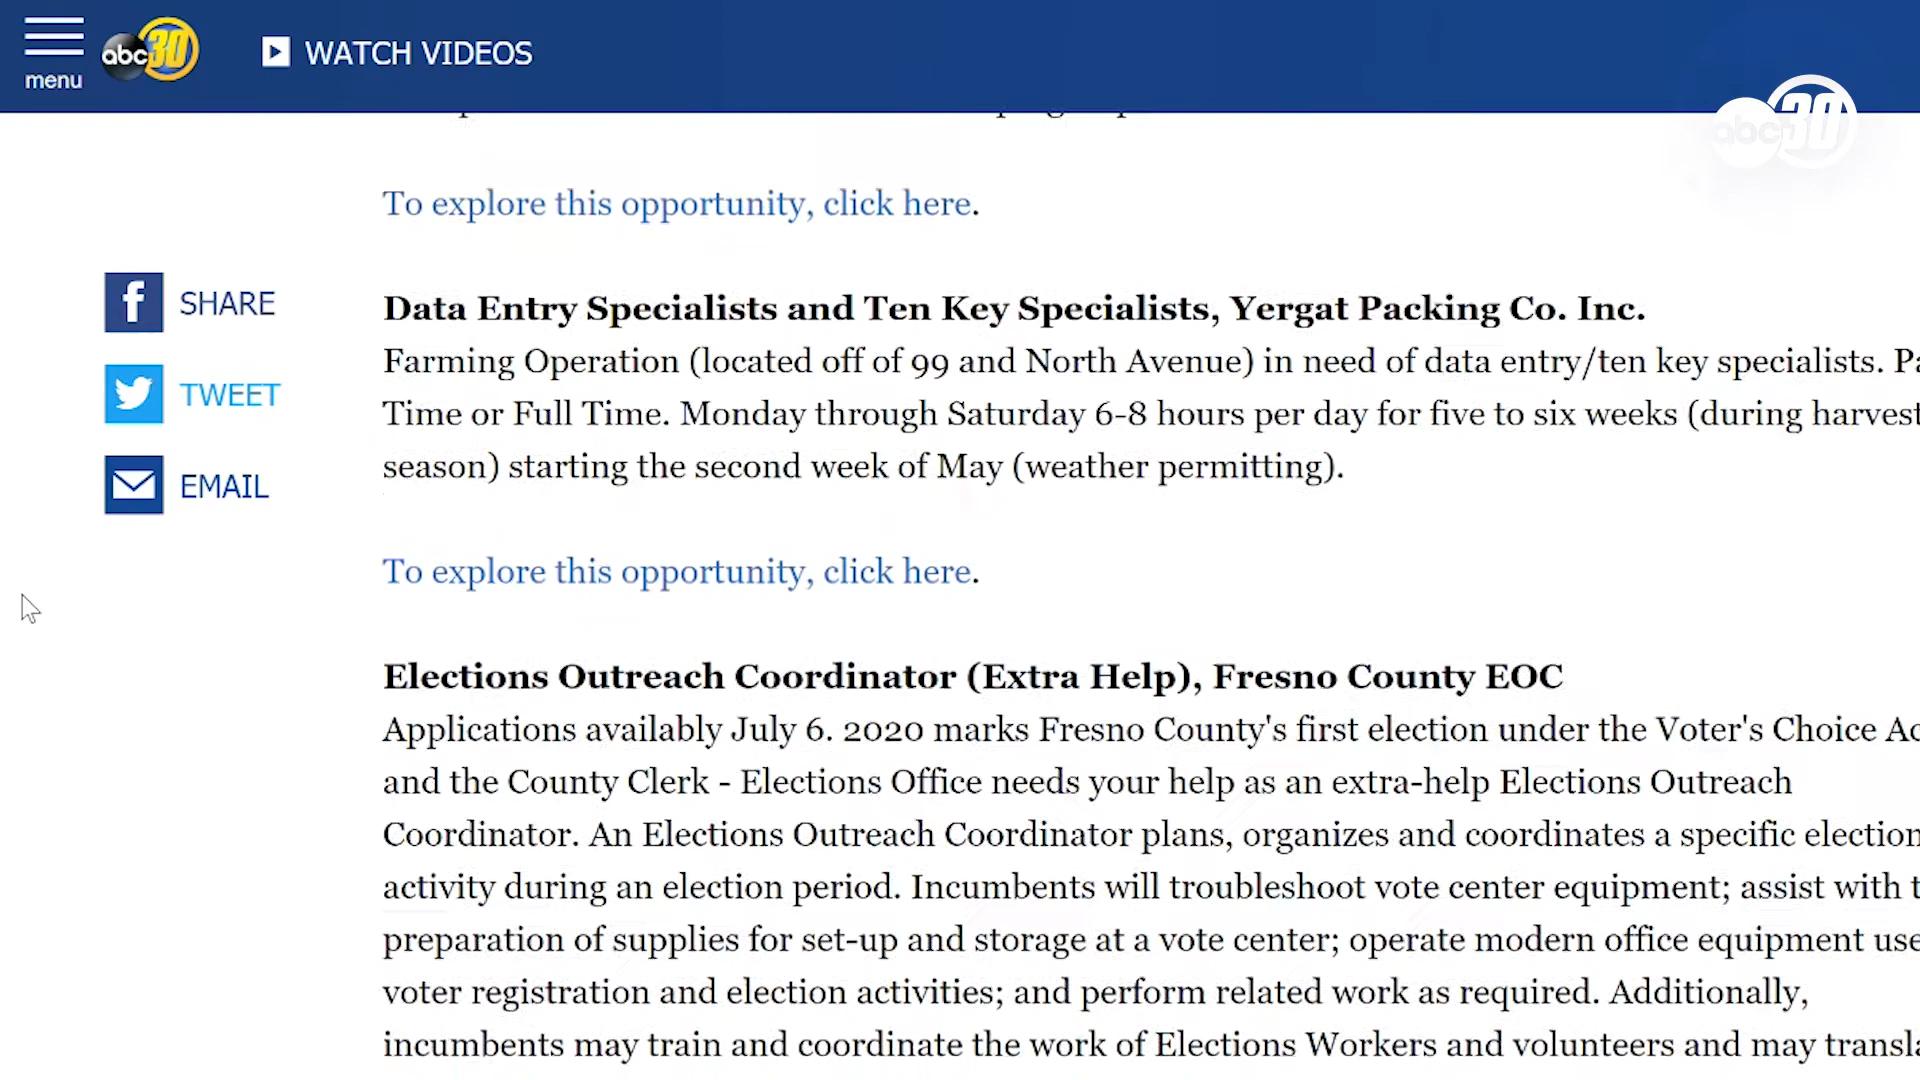 menu
abc 30
WATCH VIDEOS
abc 30
To explore this opportunity, click here.
SHARE
TWEET
EMAIL
Data Entry Specialists and Ten Key Specialists, Yergat Packing Co. Inc.
Farming Operation (located off of 99 and North Avenue) in need of data entry/ten key specialists.
Time or Full Time. Monday through Saturday 6-8 hours per day for five to six weeks (during harvest
season) starting the second week of May (weather permitting).
To explore this opportunity, click here.
Elections Outreach Coordinator (Extra Help), Fresno County EOC
Applications availably July 6. 2020 marks Fresno County's first election under the Voter's Choice
and the County Clerk - Elections Office needs your help as an extra-help Elections Outreach
Coordinator. An Elections Outreach Coordinator plans, organizes and coordinates a specific election
activity during an election period. Incumbents will troubleshoot vote center equipment; assist with
preparation of supplies for set-up and storage at a vote center; operate modern office equipment
voter registration and election activities; and perform related work as required. Additionally,
incumbents may train and coordinate the work of Elections Workers and volunteers and may